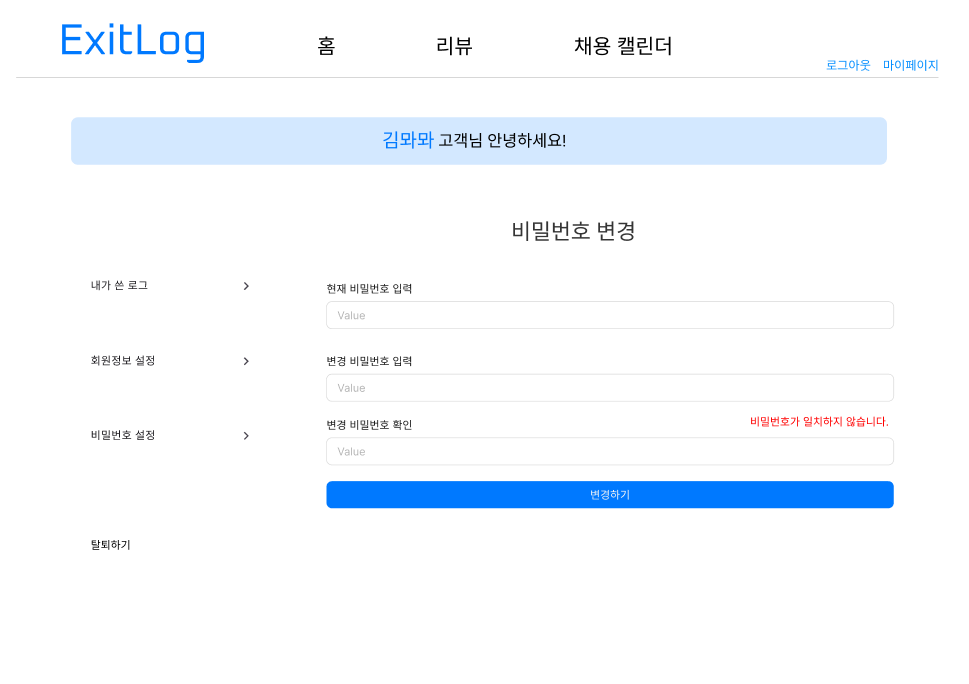 ExitLog
홈 리뷰 채용 캘린더
로그아웃 마이페이지
김뫄뫄 고객님 안녕하세요!
비밀번호 변경
내가 쓴 로그
회원정보 설정
비밀번호 설정
탈퇴하기
현재 비밀번호 입력
Value
변경 비밀번호 입력
Value
변경 비밀번호 확인
비밀번호가 일치하지 않습니다.
Value
변경하기